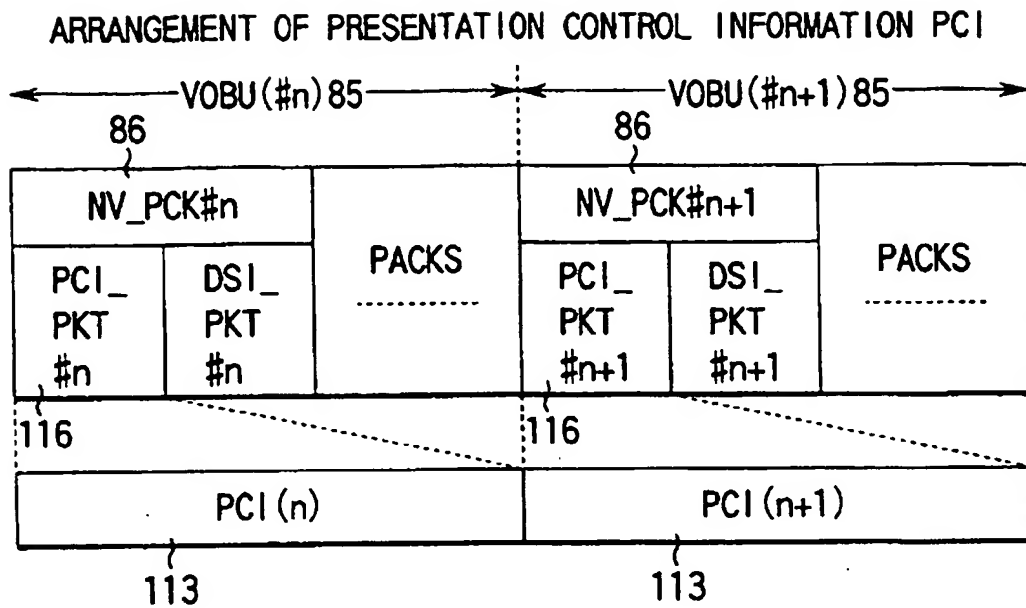 ARRANGEMENT OF PRESENTATION CONTROL INFORMATION PCI
VOBU(#n)85
VOBU(#n+1)85
86
86
NV_PCK#n
PACKS
NV_PCK#n+1
PACKS
PCI_
PKT
#n
DSI_
PKT
#n
PCI_
PKT
#n+1
DSI_
PKT
#n+1
116
116
PCI(n)
PCI(n+1)
113
113